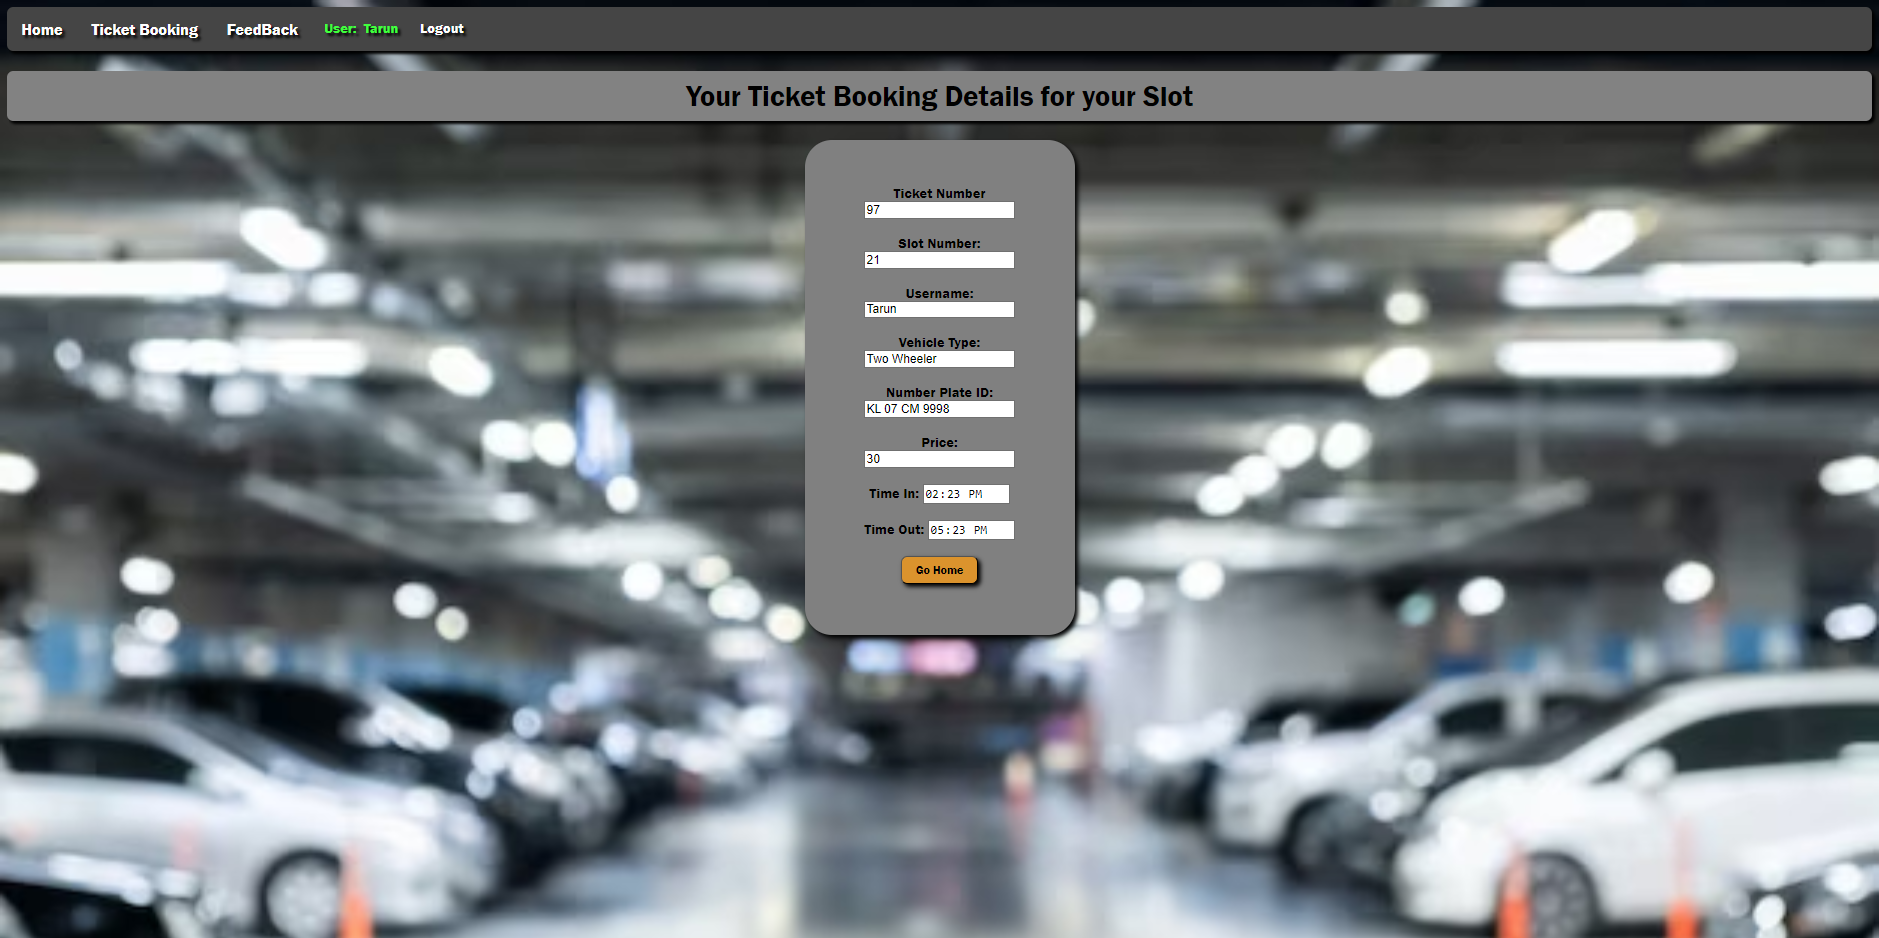 Home Ticket Booking FeedBack User: Tarun Logout
Your Ticket Booking Details for your Slot
Ticket Number
97
Slot Number:
21
Username:
Tarun
Vehicle Type:
Two Wheeler
Number Plate ID:
KL 07 CM 9998
Price:
30
Time In: 02:23 PM
Time Out: 05:23 PM
Go Home